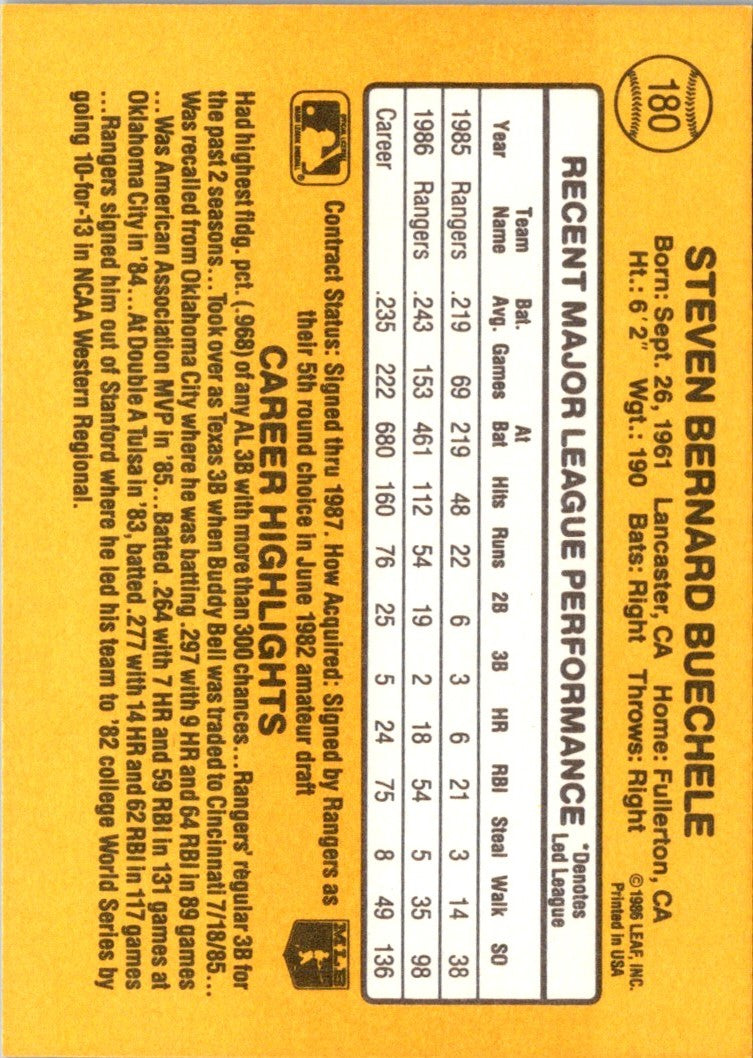 180
STEVEN BERNARD BUECHELE
Born: Sept. 26, 1961 Lancaster, CA Home: Fullerton, CA
Ht.: 6'2" Wgt.: 190 Bats: Right Throws: Right
©1986 LEAF, INC.
Printed in USA
RECENT MAJOR LEAGUE PERFORMANCE *Denotes Led League
Year Team Name Bat. Avg. Games At Bat Hits Runs 2B 3B HR RBI Steal Walk SO
1985 Rangers .219 69 219 48 22 6 3 6 21 3 14 38
1986 Rangers .243 153 461 112 54 19 2 18 54 5 35 98
Career .235 222 680 160 76 25 5 24 75 8 49 136
Contract Status: Signed thru 1987. How Acquired: Signed by Rangers as
their 5th round choice in June 1982 amateur draft
MLB
CAREER HIGHLIGHTS
Had highest fldg. pct. (.968) of any AL 3B with more than 300 chances...Rangers' regular 3B for
the past 2 seasons...Took over as Texas 3B when Buddy Bell was traded to Cincinnati 7/18/85...
Was recalled from Oklahoma City where he was batting .297 with 9 HR and 64 RBI in 89 games
...Was American Association MVP in '85...Batted .264 with 7 HR and 59 RBI in 131 games at
Oklahoma City in '84...At Double A Tulsa in '83, batted .277 with 14 HR and 62 RBI in 117 games
...Rangers signed him out of Stanford where he led his team to '82 college World Series by
going 10-for-13 in NCAA Western Regional.